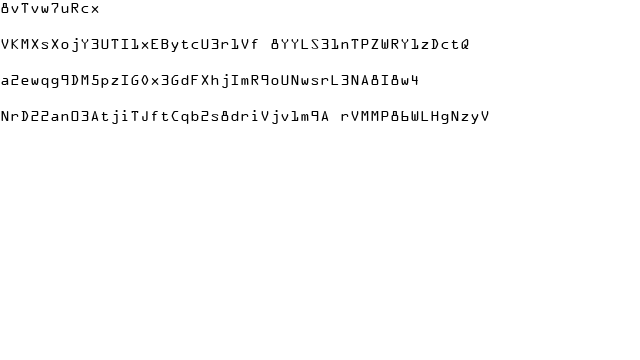 8vTvw7uRcx
VKMXsXojY3UTI1xEBytcU3r1Vf 8YYLS31nTPZWRY1zDctQ
a2ewqg9DM5pzIG0x3GdFXhjImR9oUNwsrL3NA8I8w4
NrD22anO3AtjiTJftCqb2s8driVjv1m9A rVMMP86WLHgNzyV